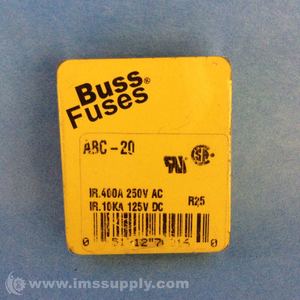 Buss®
Fuses
ABC-20
IR.400A 250V AC
IR.10KA 125V DC R25
© www.imssupply.com